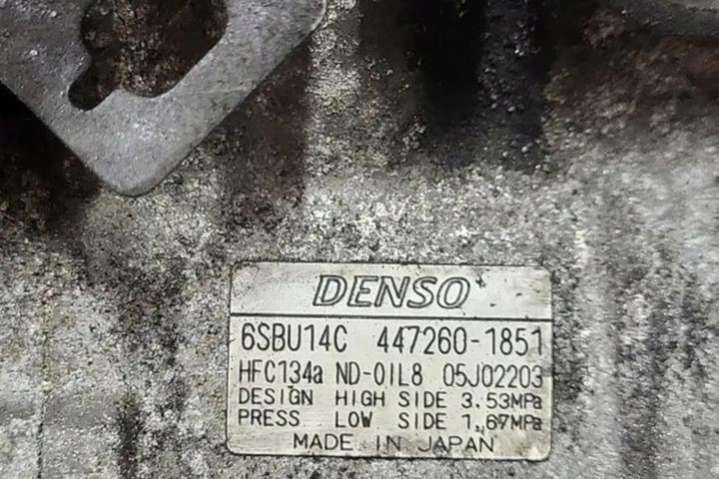 DENSO
6SBU14C 447260-1851
HFC134a ND-OIL8 05J02203
DESIGN HIGH SIDE 3.53MPa
PRESS LOW SIDE 1.67MPa
MADE IN JAPAN